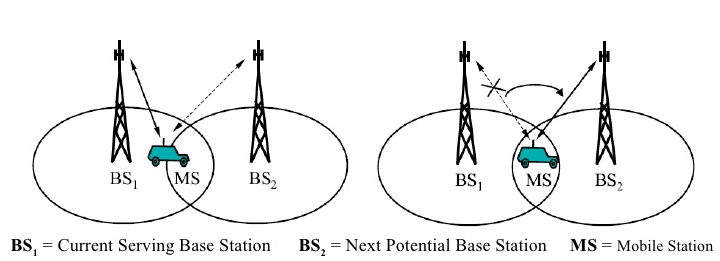 BS1 MS BS2 BS1 MS BS2
BS1 = Current Serving Base Station BS2 = Next Potential Base Station MS = Mobile Station